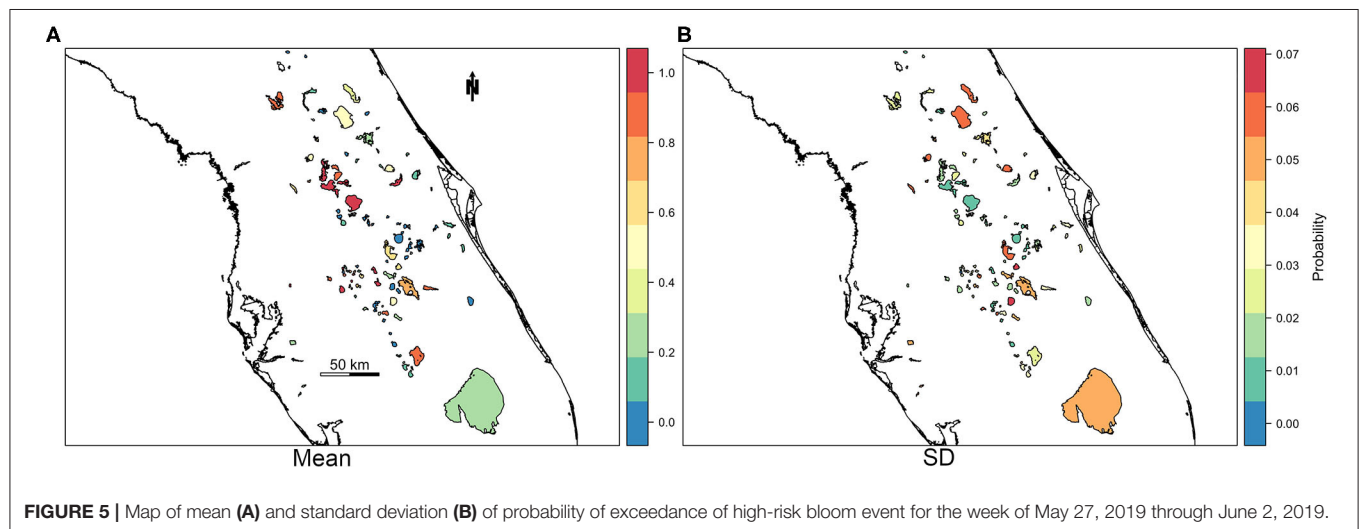 A
B
N
1.0
0.8
0.6
0.4
0.2
0.0
50 km
Mean
0.07
0.06
0.05
0.04
0.03
0.02
0.01
0.00
Probability
SD
FIGURE 5 | Map of mean (A) and standard deviation (B) of probability of exceedance of high-risk bloom event for the week of May 27, 2019 through June 2, 2019.